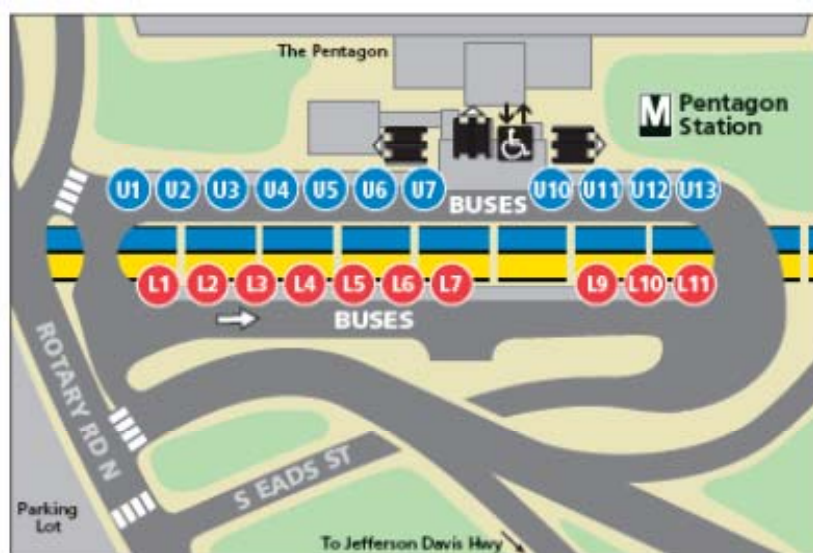 The Pentagon
M Pentagon
Station
U1 U2 U3 U4 U5 U6 U7 U10 U11 U12 U13
BUSES
L1 L2 L3 L4 L5 L6 L7 L9 L10 L11
BUSES
ROTARY RD N
S EADS ST
Parking
Lot
To Jefferson Davis Hwy